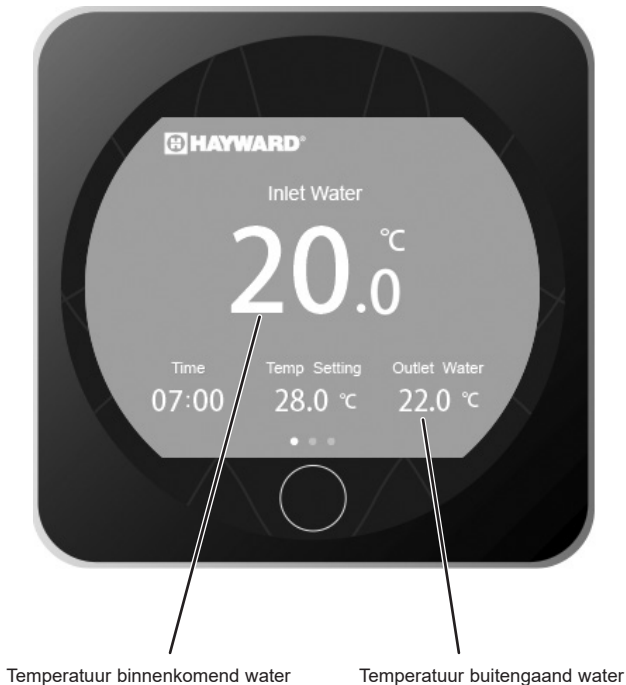 HAYWARD®
Inlet Water
20.0 °C
Time Temp Setting Outlet Water
07:00 28.0 °C 22.0 °C
Temperatuur binnenkomend water Temperatuur buitengaand water